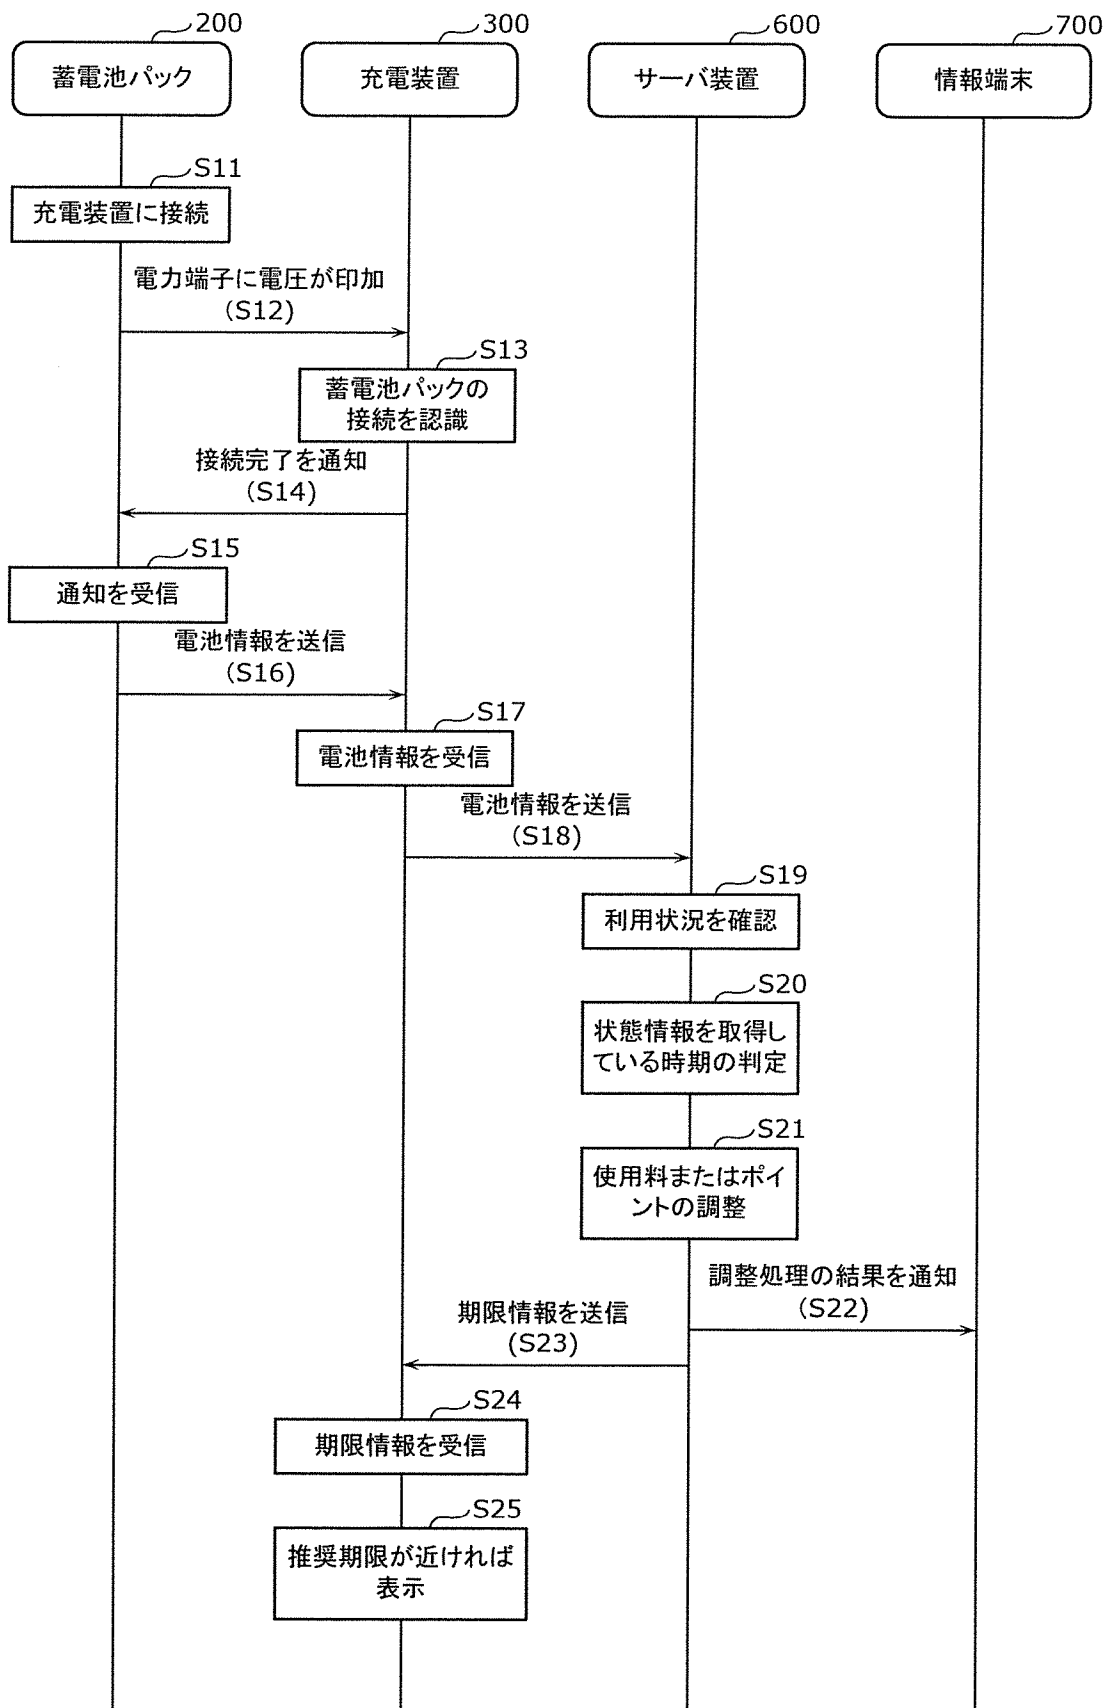 200
300
600
700
蓄電池パック
充電装置
サーバ装置
情報端末
S11
充電装置に接続
電力端子に電圧が印加
(S12)
S13
蓄電池パックの
接続を認識
接続完了を通知
(S14)
S15
通知を受信
電池情報を送信
(S16)
S17
電池情報を受信
電池情報を送信
(S18)
S19
利用状況を確認
S20
状態情報を取得し
ている時期の判定
S21
使用料またはポイ
ントの調整
調整処理の結果を通知
(S22)
期限情報を送信
(S23)
S24
期限情報を受信
S25
推奨期限が近ければ
表示